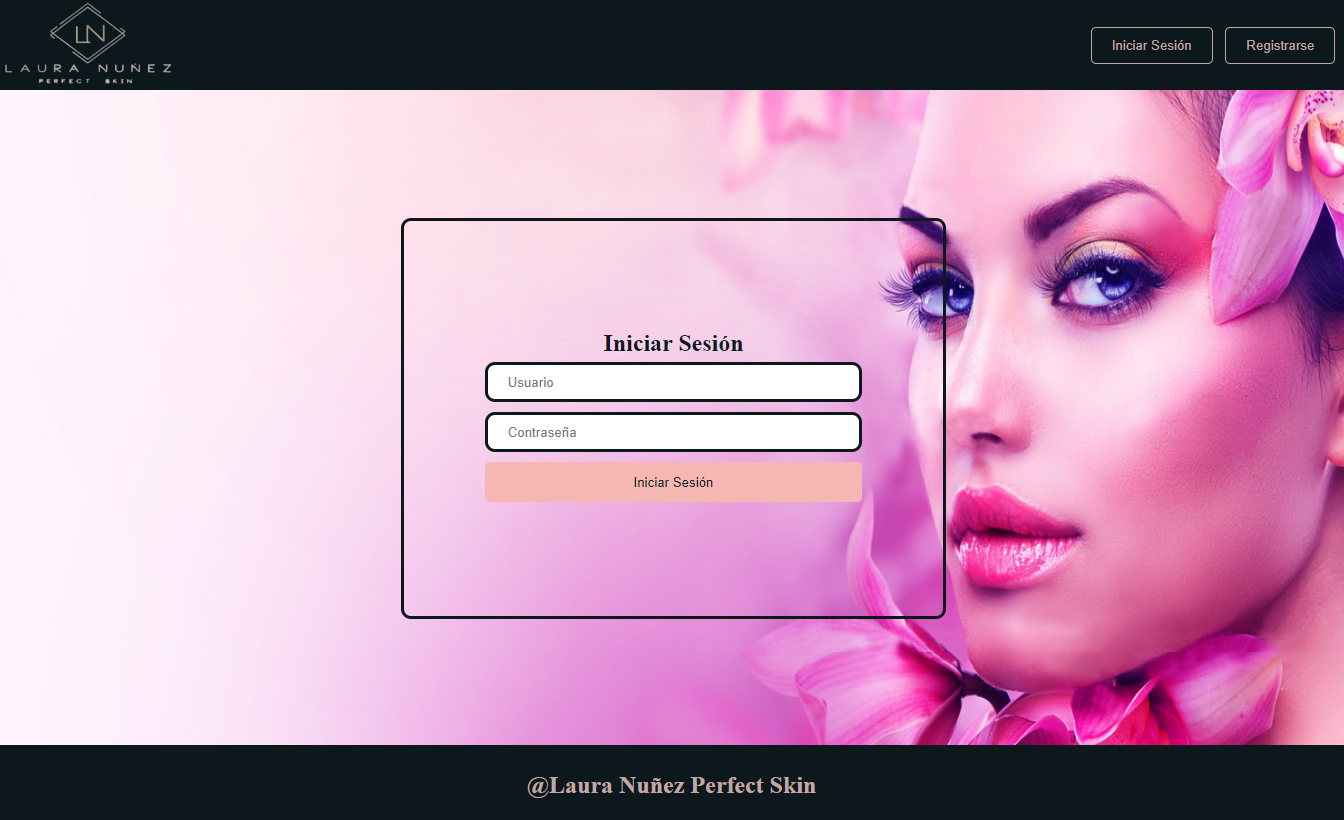 LN
LAURA NUÑEZ
PERFECT SKIN
Iniciar Sesión
Registrarse
Iniciar Sesión
Usuario
Contraseña
Iniciar Sesión
@Laura Nuñez Perfect Skin